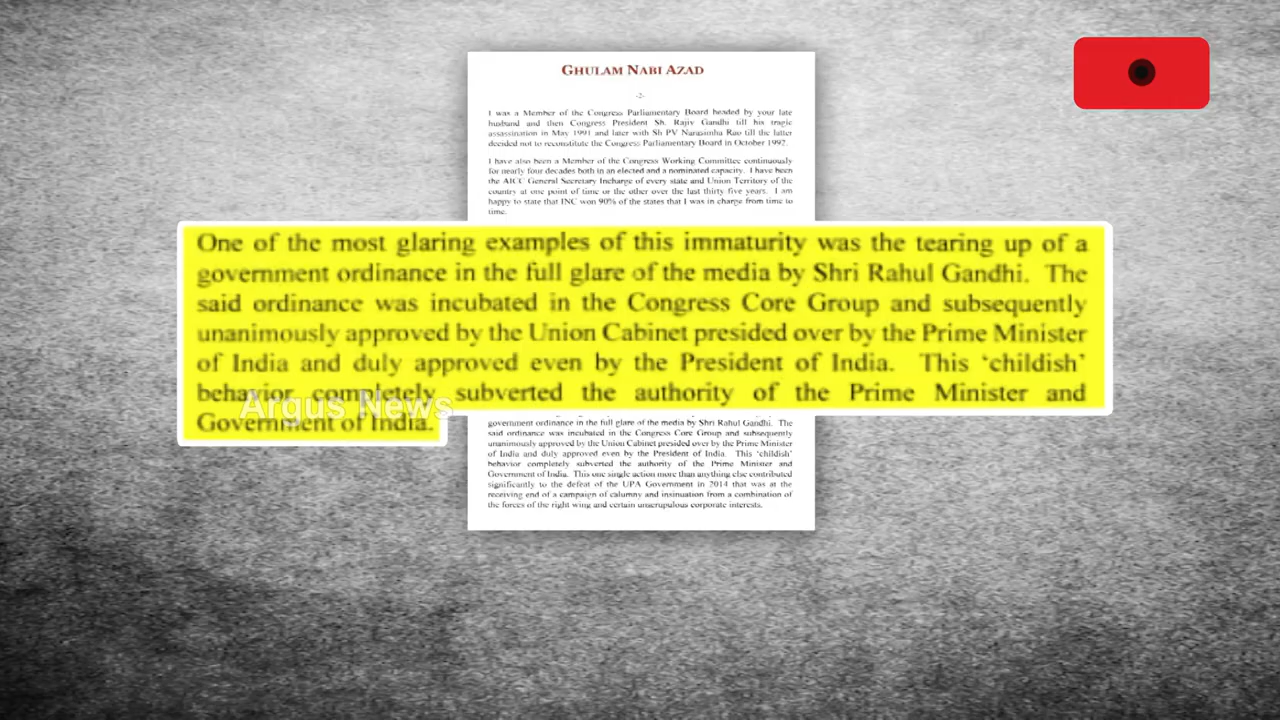 GHULAM NABI AZAD
-2-
I was a Member of the Congress Parliamentary Board headed by your late
husband and then Congress President Sh. Rajiv Gandhi till his tragic
assassination in May 1991 and later with Sh PV Narasimha Rao till the latter
decided not to reconstitute the Congress Parliamentary Board in October 1992.
I have also been a Member of the Congress Working Committee continuously
for nearly four decades both in an elected and a nominated capacity. I have been
the AICC General Secretary Incharge of every state and Union Territory of the
country at one point of time or the other over the last thirty five years. I am
happy to state that INC won 90% of the states that I was in charge from time to
time.
One of the most glaring examples of this immaturity was the tearing up of a
government ordinance in the full glare of the media by Shri Rahul Gandhi. The
said ordinance was incubated in the Congress Core Group and subsequently
unanimously approved by the Union Cabinet presided over by the Prime Minister
of India and duly approved even by the President of India. This ‘childish’
behavior completely subverted the authority of the Prime Minister and
Government of India.
Argus News
government ordinance in the full glare of the media by Shri Rahul Gandhi. The
said ordinance was incubated in the Congress Core Group and subsequently
unanimously approved by the Union Cabinet presided over by the Prime Minister
of India and duly approved even by the President of India. This ‘childish’
behavior completely subverted the authority of the Prime Minister and
Government of India. This one single action more than anything else contributed
significantly to the defeat of the UPA Government in 2014 that was at the
receiving end of a campaign of calumny and insinuation from a combination of
the forces of the right wing and certain unscrupulous corporate interests.